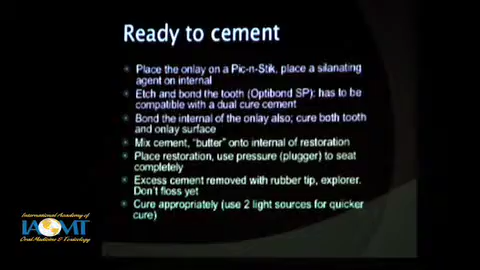 Ready to cement
Place the onlay on a Pic-n-Stik, place a silanating
agent on internal
Etch and bond the tooth (Optibond SP): has to be
compatible with a dual cure cement
Bond the internal of the onlay also; cure both tooth
and onlay surface
Mix cement, "butter" onto internal of restoration
Place restoration, use pressure (plugger) to seat
completely
Excess cement removed with rubber tip, explorer.
Don't floss yet
Cure appropriately (use 2 light sources for quicker
cure)
International Academy of
IAOMT
Oral Medicine & Toxicology